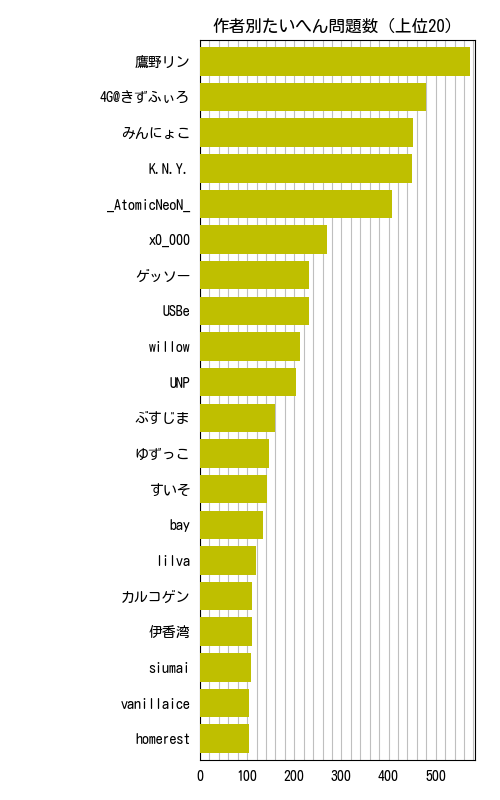 作者別たいへん問題数 (上位20)
鷹野リン
4G@きずふぃろ
みんにょこ
K.N.Y.
_AtomicNeoN_
xO_OOO
ゲッソー
USBe
willow
UNP
ぶすじま
ゆずっこ
すいそ
bay
lilva
カルコゲン
伊香湾
siumai
vanillaice
homerest
0 100 200 300 400 500